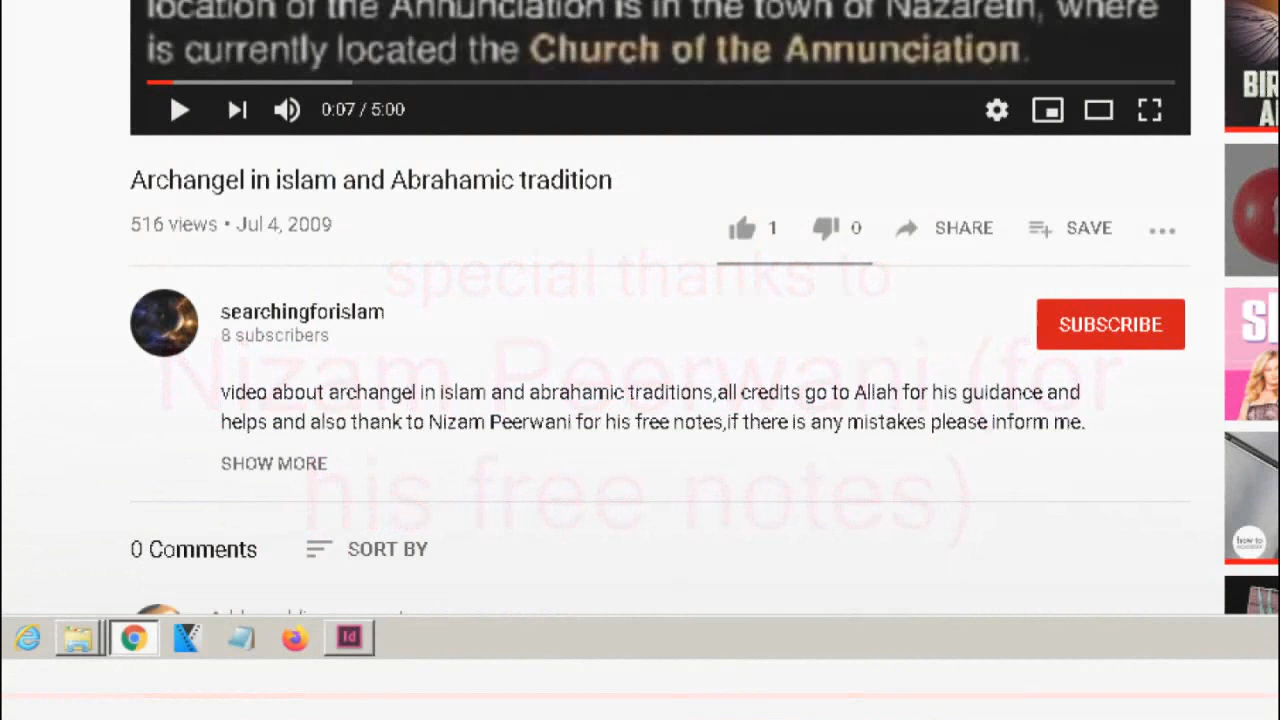 location of the Annunciation is in the town of Nazareth, where
is currently located the Church of the Annunciation.
0:07 / 5:00
Archangel in islam and Abrahamic tradition
516 views • Jul 4, 2009
1
0
SHARE
SAVE
special thanks to
searchingforislam
8 subscribers
SUBSCRIBE
Nizam Peerwani (for
video about archangel in islam and abrahamic traditions,all credits go to Allah for his guidance and
helps and also thank to Nizam Peerwani for his free notes,if there is any mistakes please inform me.
SHOW MORE
his free notes)
0 Comments
SORT BY
how to
Id